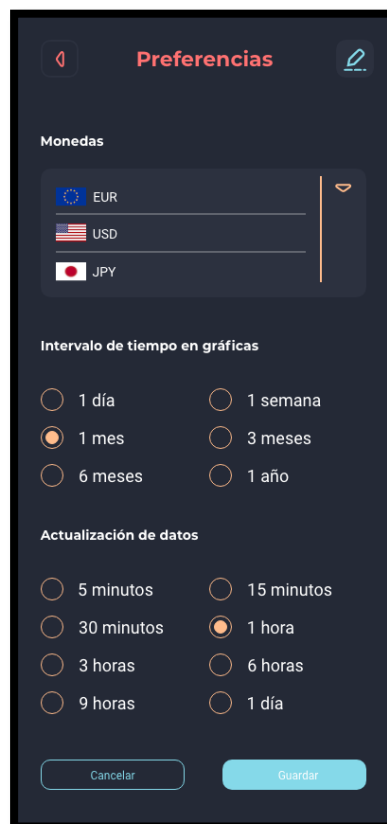 Preferencias
Monedas
EUR
USD
JPY
Intervalo de tiempo en gráficas
1 día 1 semana
1 mes 3 meses
6 meses 1 año
Actualización de datos
5 minutos 15 minutos
30 minutos 1 hora
3 horas 6 horas
9 horas 1 día
Cancelar Guardar